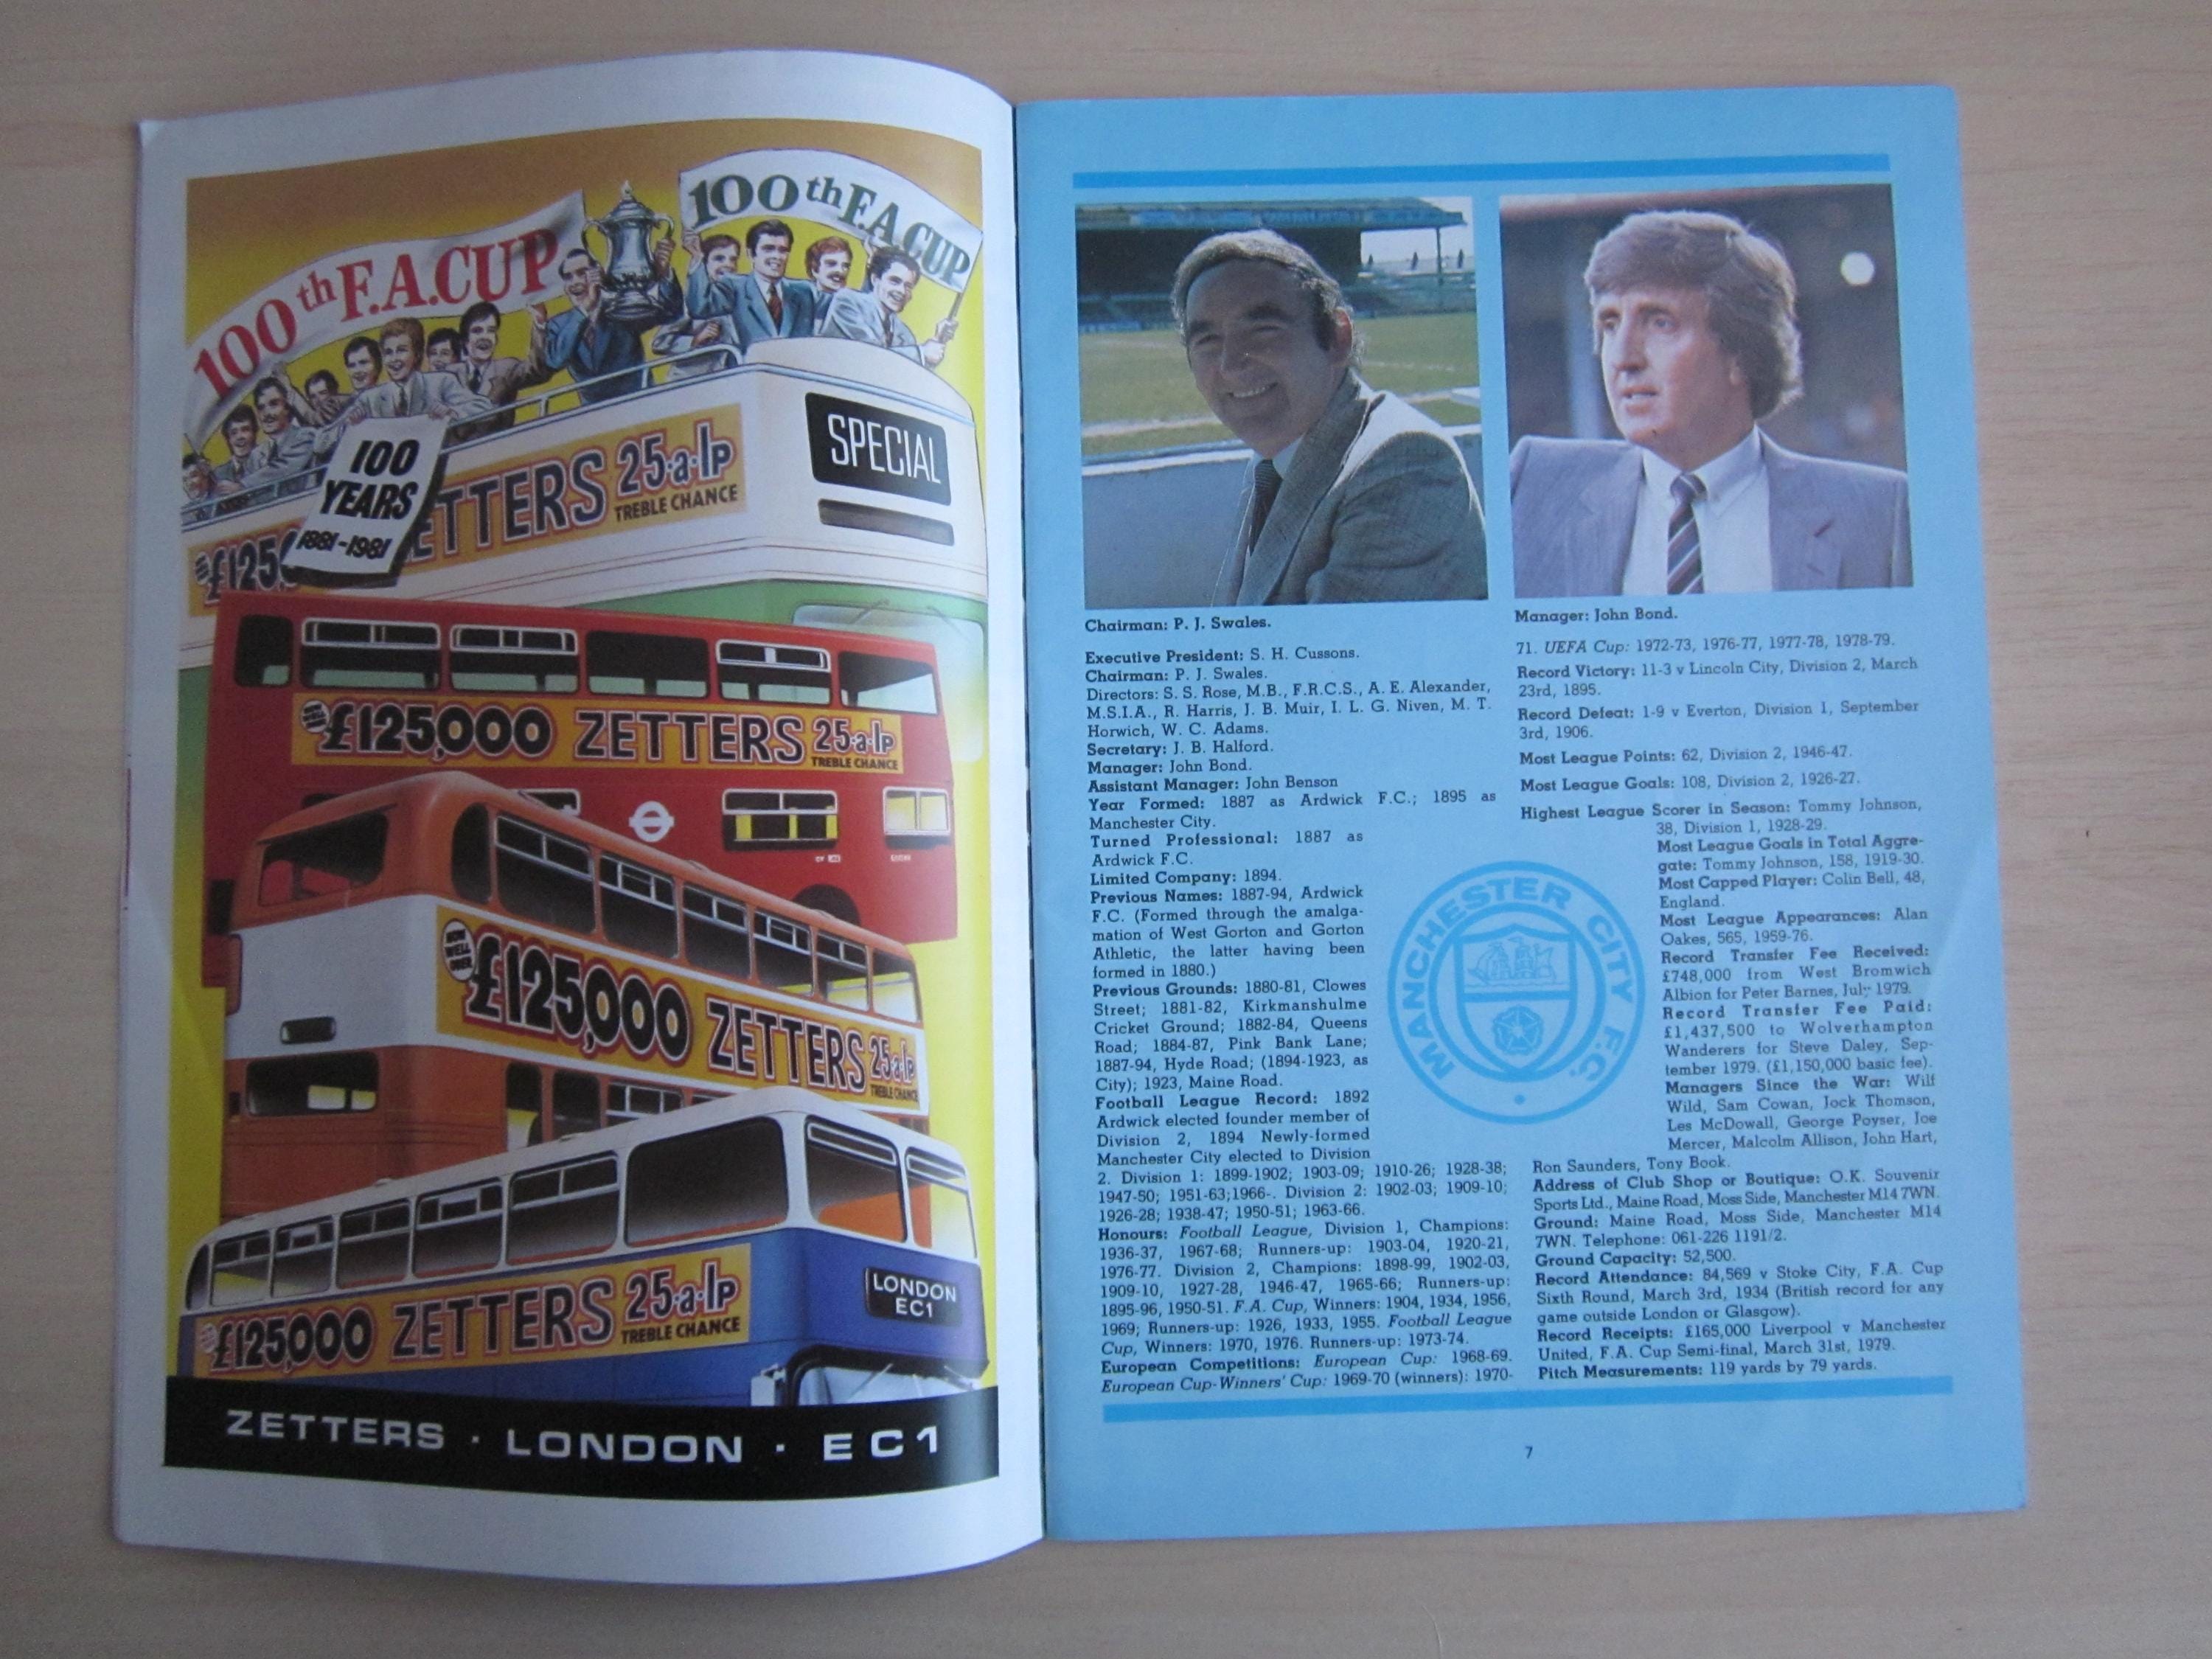 100th F.A.CUP
100th F.A.CUP
100
YEARS
1881-1981
SPECIAL
£125,
ETTERS 25·a·1p
TREBLE CHANCE
NOW
WELL
OVER
£125,000 ZETTERS 25·a·1p
TREBLE CHANCE
NOW
WELL
OVER
£125,000 ZETTERS 25·a·1p
TREBLE CHANCE
£125,000 ZETTERS 25·a·1p
TREBLE CHANCE
LONDON
EC1
ZETTERS · LONDON · EC1
Chairman: P. J. Swales.
Executive President: S. H. Cussons.
Chairman: P. J. Swales.
Directors: S. S. Rose, M.B., F.R.C.S., A. E. Alexander,
M.S.I.A., R. Harris, J. B. Muir, I. L. G. Niven, M. T.
Horwich, W. C. Adams.
Secretary: J. B. Halford.
Manager: John Bond.
Assistant Manager: John Benson
Year Formed: 1887 as Ardwick F.C.; 1895 as
Manchester City.
Turned Professional: 1887 as
Ardwick F.C.
Limited Company: 1894.
Previous Names: 1887-94, Ardwick
F.C. (Formed through the amalga-
mation of West Gorton and Gorton
Athletic, the latter having been
formed in 1880.)
Previous Grounds: 1880-81, Clowes
Street; 1881-82, Kirkmanshulme
Cricket Ground; 1882-84, Queens
Road; 1884-87, Pink Bank Lane;
1887-94, Hyde Road; (1894-1923, as
City); 1923, Maine Road.
Football League Record: 1892
Ardwick elected founder member of
Division 2, 1894 Newly-formed
Manchester City elected to Division
2. Division 1: 1899-1902; 1903-09; 1910-26; 1928-38;
1947-50; 1951-63;1966-. Division 2: 1902-03; 1909-10;
1926-28; 1938-47; 1950-51; 1963-66.
Honours: Football League, Division 1, Champions:
1936-37, 1967-68; Runners-up: 1903-04, 1920-21,
1976-77. Division 2, Champions: 1898-99, 1902-03,
1909-10, 1927-28, 1946-47, 1965-66; Runners-up:
1895-96, 1950-51. F.A. Cup, Winners: 1904, 1934, 1956,
1969; Runners-up: 1926, 1933, 1955. Football League
Cup, Winners: 1970, 1976. Runners-up: 1973-74.
European Competitions: European Cup: 1968-69.
European Cup-Winners' Cup: 1969-70 (winners): 1970-
Manager: John Bond.
71. UEFA Cup: 1972-73, 1976-77, 1977-78, 1978-79.
Record Victory: 11-3 v Lincoln City, Division 2, March
23rd, 1895.
Record Defeat: 1-9 v Everton, Division 1, September
3rd, 1906.
Most League Points: 62, Division 2, 1946-47.
Most League Goals: 108, Division 2, 1926-27.
Highest League Scorer in Season: Tommy Johnson,
38, Division 1, 1928-29.
Most League Goals in Total Aggre-
gate: Tommy Johnson, 158, 1919-30.
Most Capped Player: Colin Bell, 48,
England.
Most League Appearances: Alan
Oakes, 565, 1959-76.
Record Transfer Fee Received:
£748,000 from West Bromwich
Albion for Peter Barnes, July 1979.
Record Transfer Fee Paid:
£1,437,500 to Wolverhampton
Wanderers for Steve Daley, Sep-
tember 1979. (£1,150,000 basic fee).
Managers Since the War: Wilf
Wild, Sam Cowan, Jock Thomson,
Les McDowall, George Poyser, Joe
Mercer, Malcolm Allison, John Hart,
Ron Saunders, Tony Book.
Address of Club Shop or Boutique: O.K. Souvenir
Sports Ltd., Maine Road, Moss Side, Manchester M14 7WN.
Ground: Maine Road, Moss Side, Manchester M14
7WN. Telephone: 061-226 1191/2.
Ground Capacity: 52,500.
Record Attendance: 84,569 v Stoke City, F.A. Cup
Sixth Round, March 3rd, 1934 (British record for any
game outside London or Glasgow).
Record Receipts: £165,000 Liverpool v Manchester
United, F.A. Cup Semi-final, March 31st, 1979.
Pitch Measurements: 119 yards by 79 yards.
MANCHESTER CITY F.C.
7